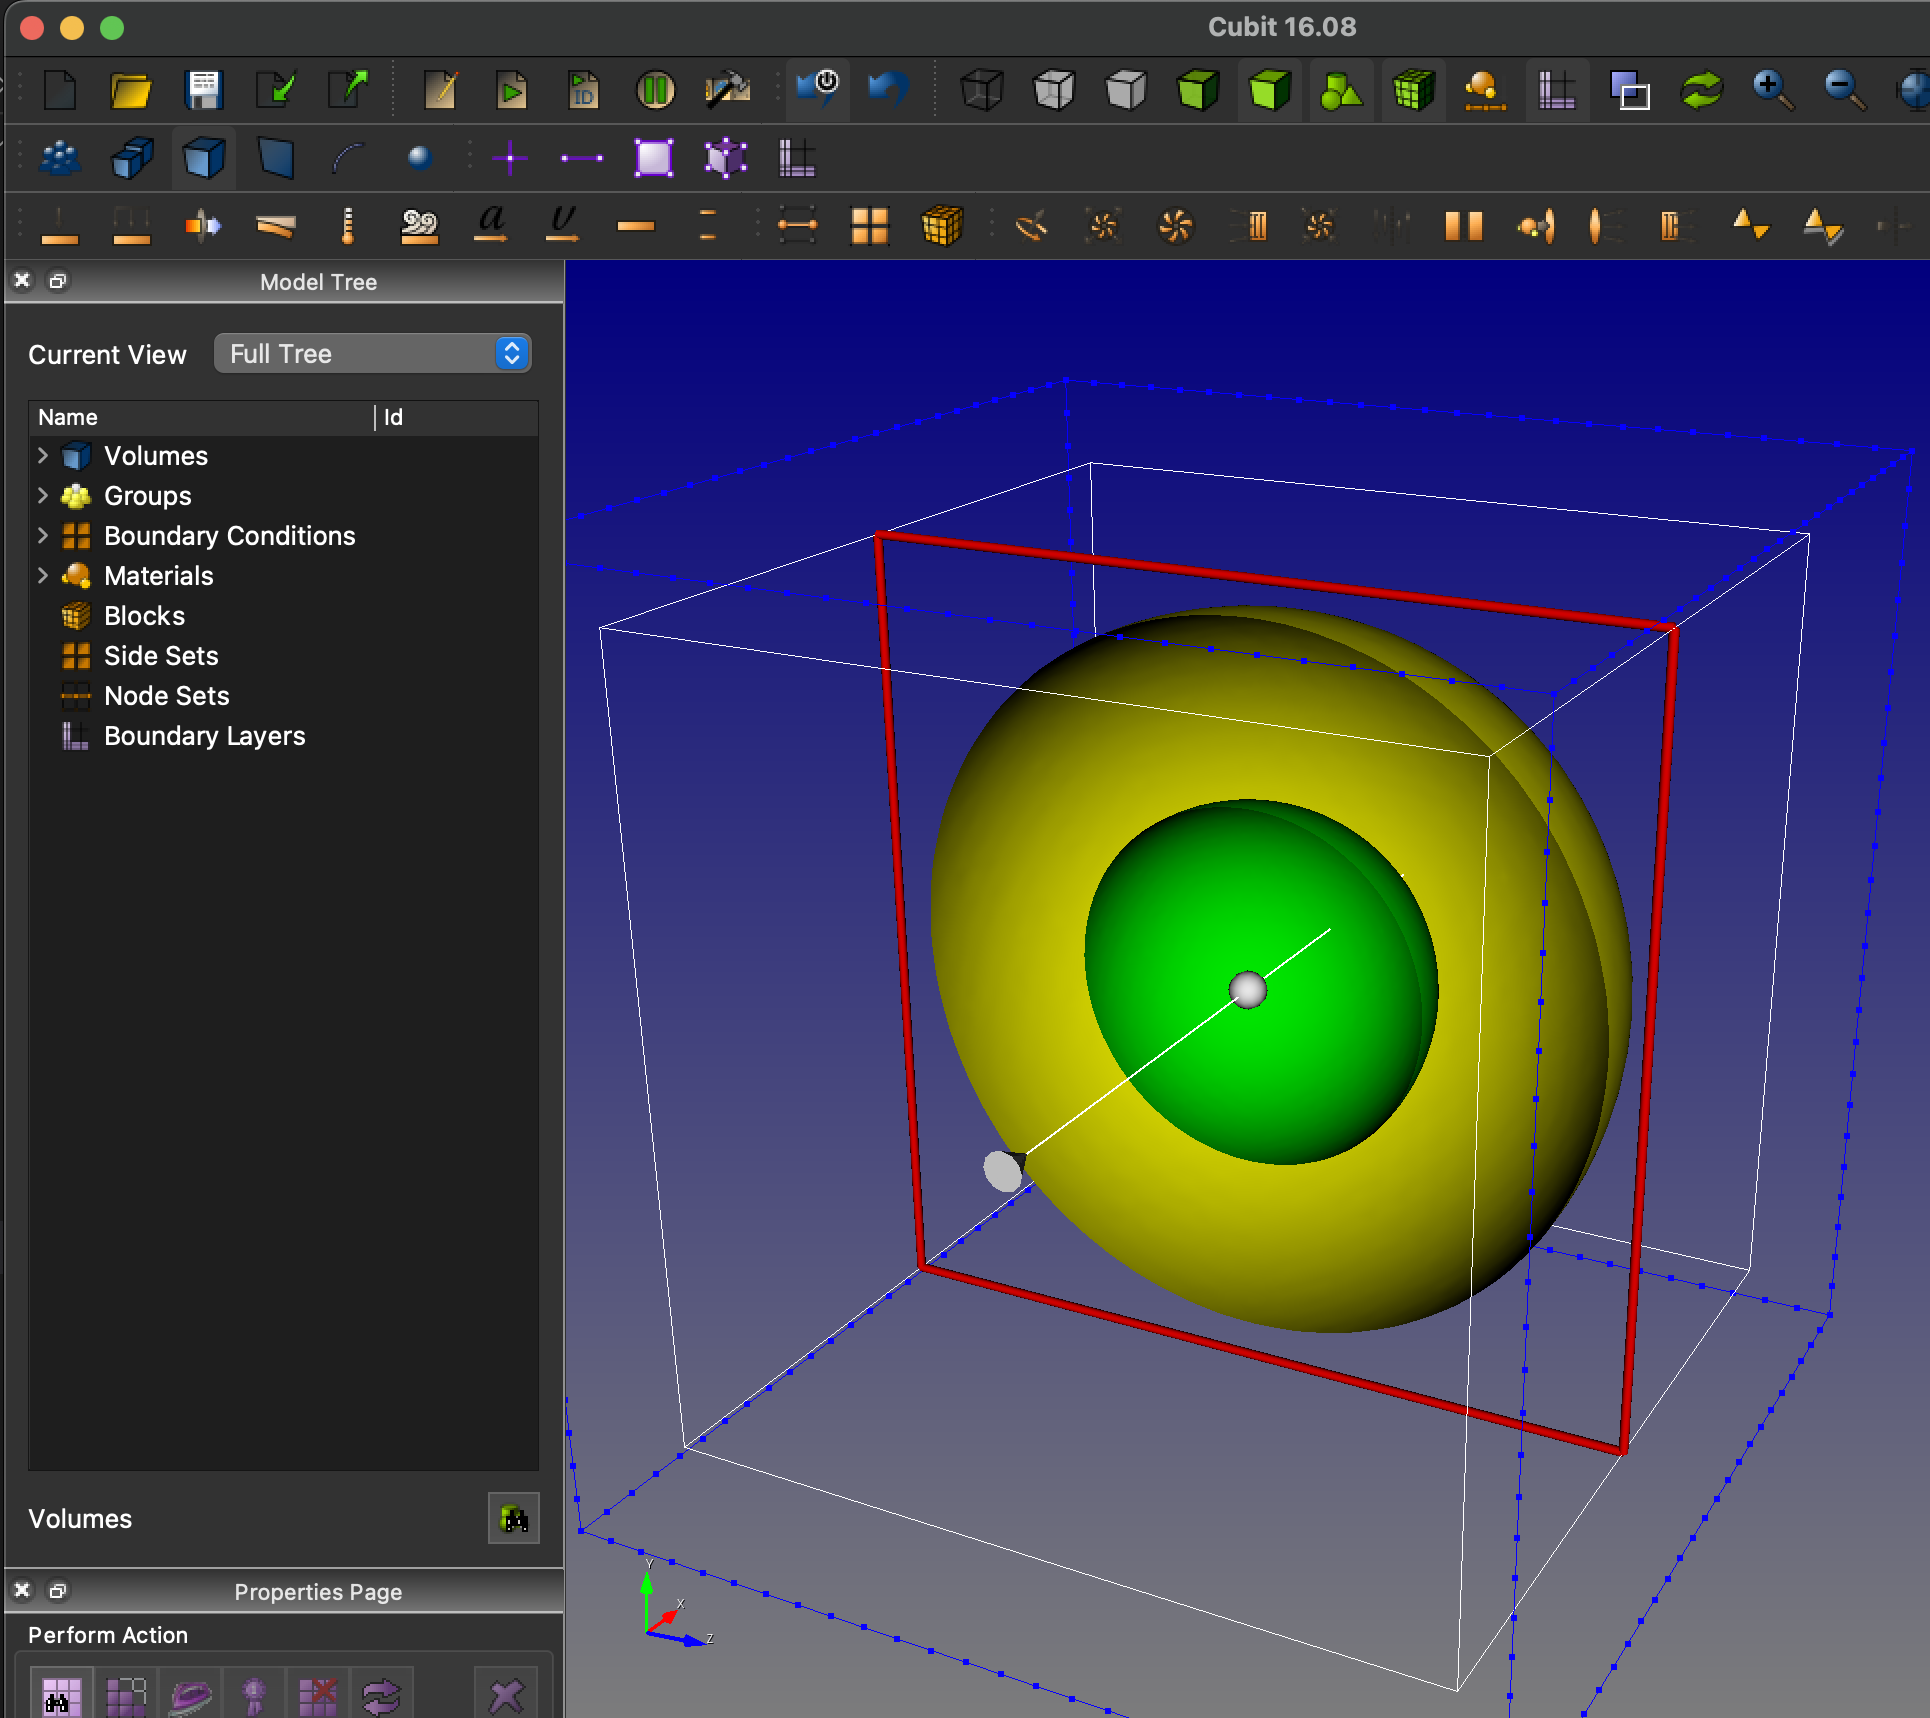 Cubit 16.08
ID
a
v
Model Tree
Current View
Full Tree
Name
Id
Volumes
Groups
Boundary Conditions
Materials
Blocks
Side Sets
Node Sets
Boundary Layers
Volumes
Properties Page
Perform Action
Y
X
Z